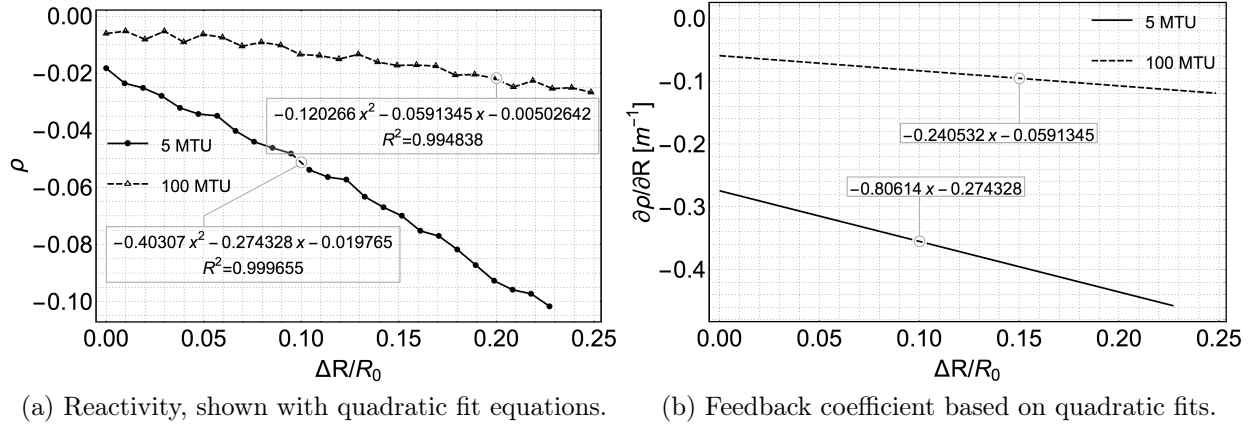 0.00
−0.02
−0.04
−0.06
−0.08
−0.10
ρ
−0.120266 x² − 0.0591345 x − 0.00502642
R²=0.994838
5 MTU
100 MTU
−0.40307 x² − 0.274328 x − 0.019765
R²=0.999655
0.00 0.05 0.10 0.15 0.20 0.25
ΔR/R₀
(a) Reactivity, shown with quadratic fit equations.
0.0
−0.1
−0.2
−0.3
−0.4
∂ρ/∂R [m⁻¹]
5 MTU
100 MTU
−0.240532 x − 0.0591345
−0.80614 x − 0.274328
0.00 0.05 0.10 0.15 0.20 0.25
ΔR/R₀
(b) Feedback coefficient based on quadratic fits.